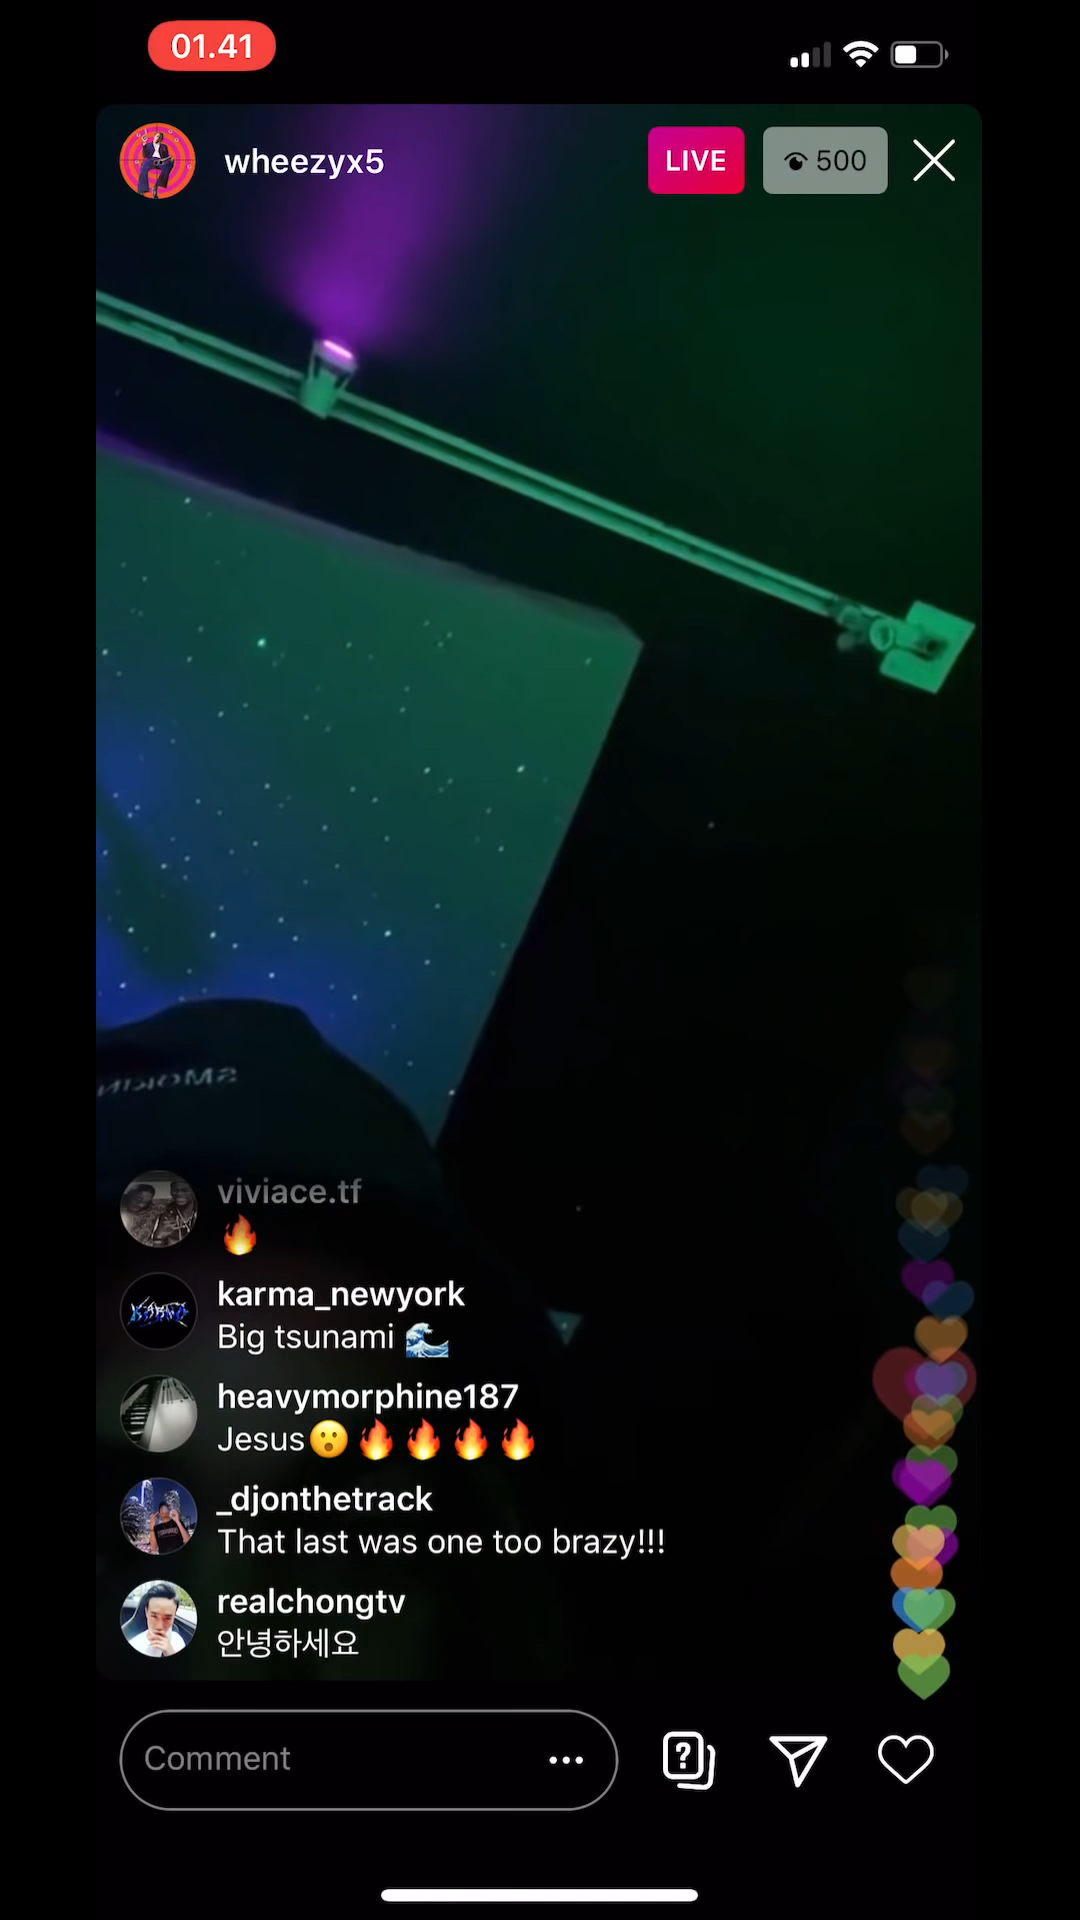 01.41
wheezyx5
LIVE
500
viviace.tf
🔥
karma_newyork
Big tsunami 🌊
heavymorphine187
Jesus😮🔥🔥🔥🔥
_djonthetrack
That last was one too brazy!!!
realchongtv
안녕하세요
Comment
?